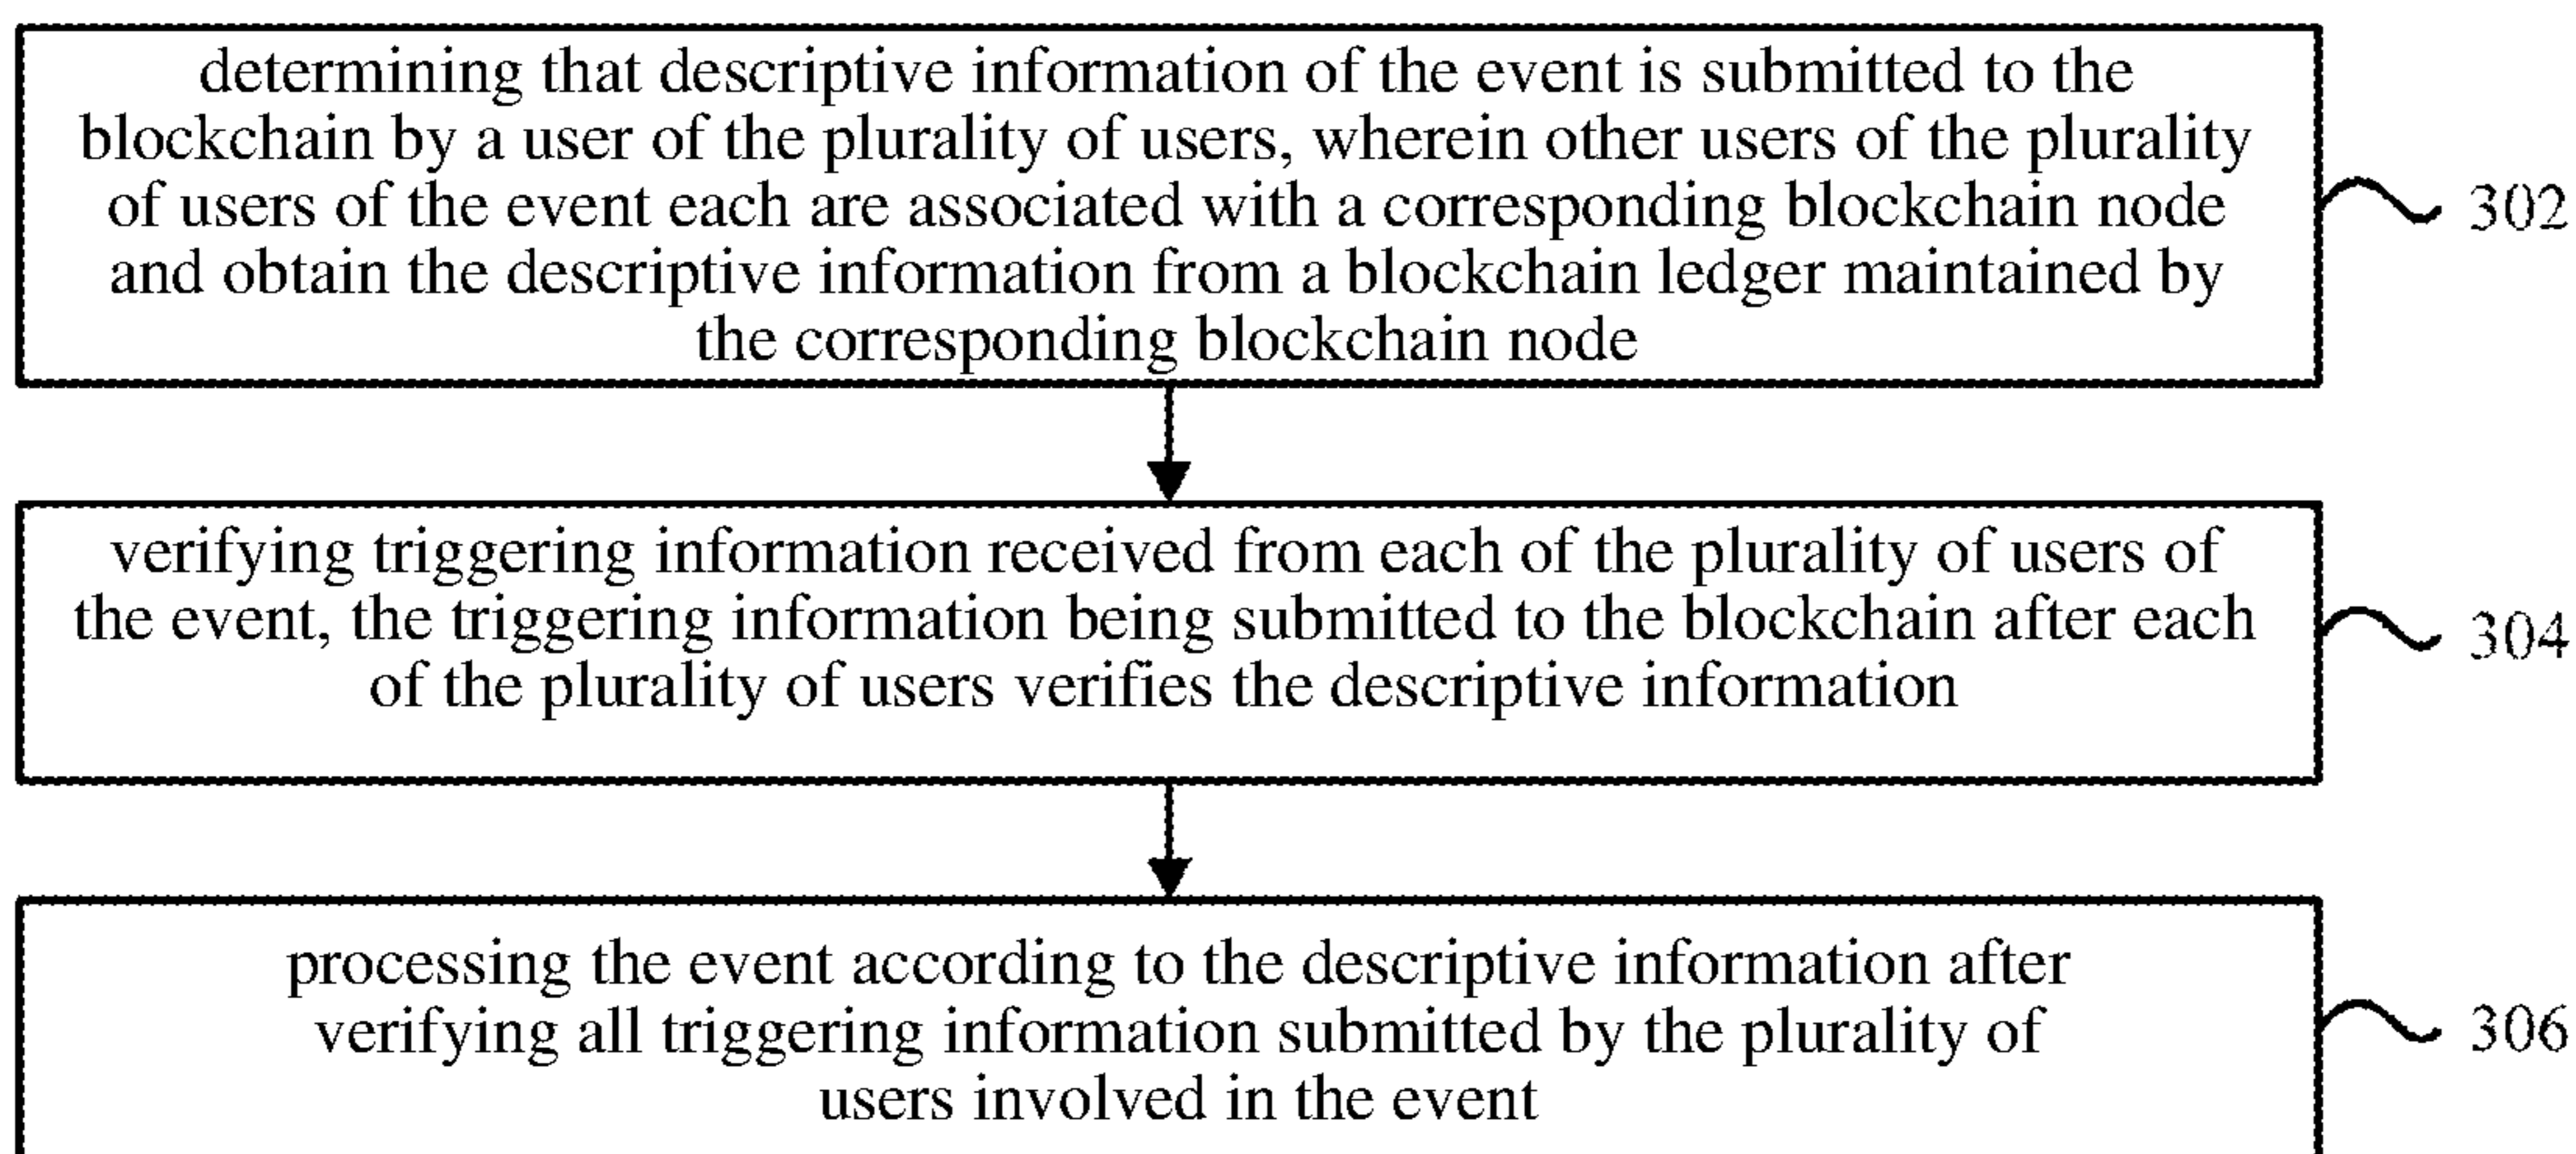 determining that descriptive information of the event is submitted to the
blockchain by a user of the plurality of users, wherein other users of the plurality
of users of the event each are associated with a corresponding blockchain node
and obtain the descriptive information from a blockchain ledger maintained by
the corresponding blockchain node
302
verifying triggering information received from each of the plurality of users of
the event, the triggering information being submitted to the blockchain after each
of the plurality of users verifies the descriptive information
304
processing the event according to the descriptive information after
verifying all triggering information submitted by the plurality of
users involved in the event
306